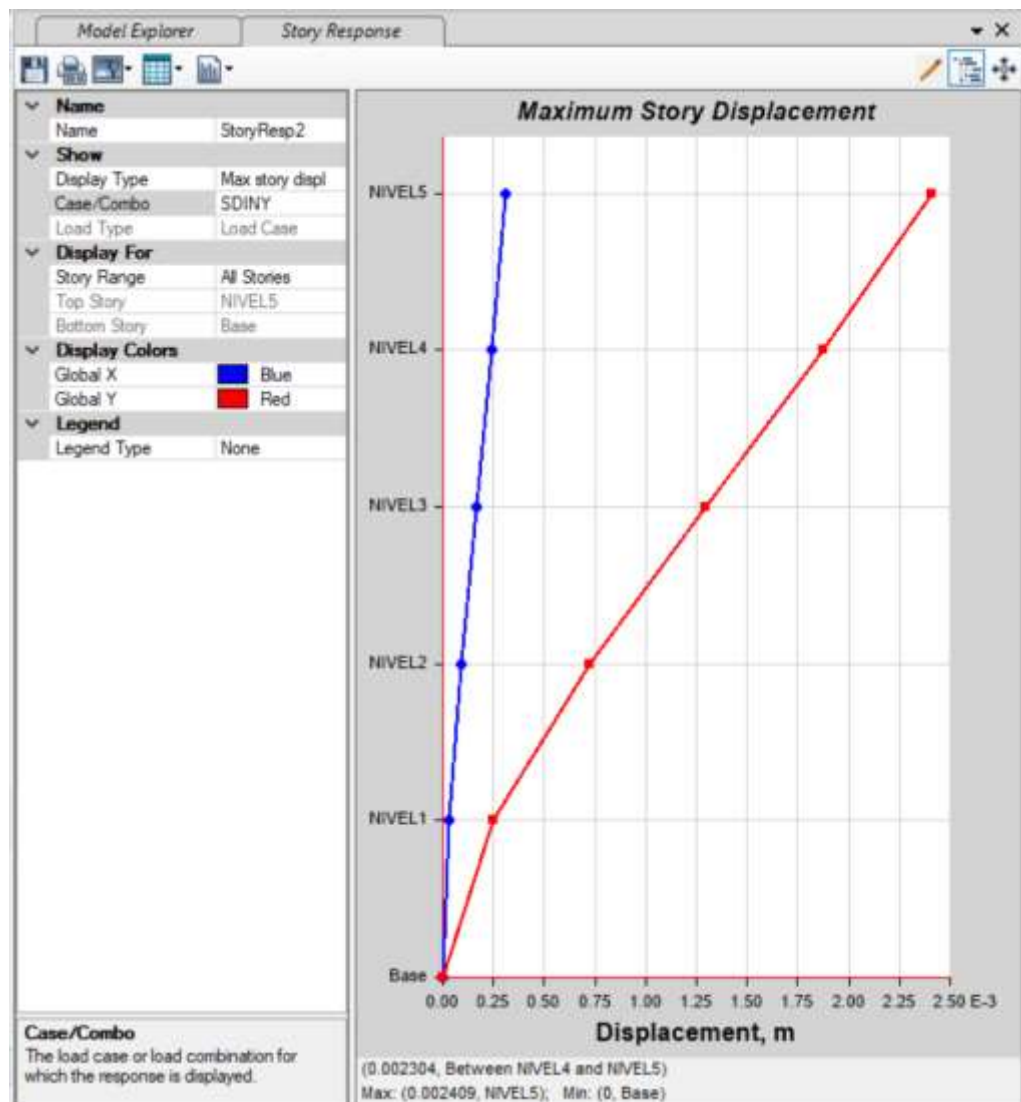 Model Explorer
Story Response
Name
Name StoryResp2
Show
Display Type Max story displ
Case/Combo SDINY
Load Type Load Case
Display For
Story Range All Stories
Top Story NIVEL5
Bottom Story Base
Display Colors
Global X Blue
Global Y Red
Legend
Legend Type None
Case/Combo
The load case or load combination for
which the response is displayed.
Maximum Story Displacement
NIVEL5
NIVEL4
NIVEL3
NIVEL2
NIVEL1
Base
0.00 0.25 0.50 0.75 1.00 1.25 1.50 1.75 2.00 2.25 2.50 E-3
Displacement, m
(0.002304, Between NIVEL4 and NIVEL5)
Max: (0.002409, NIVEL5); Min: (0, Base)